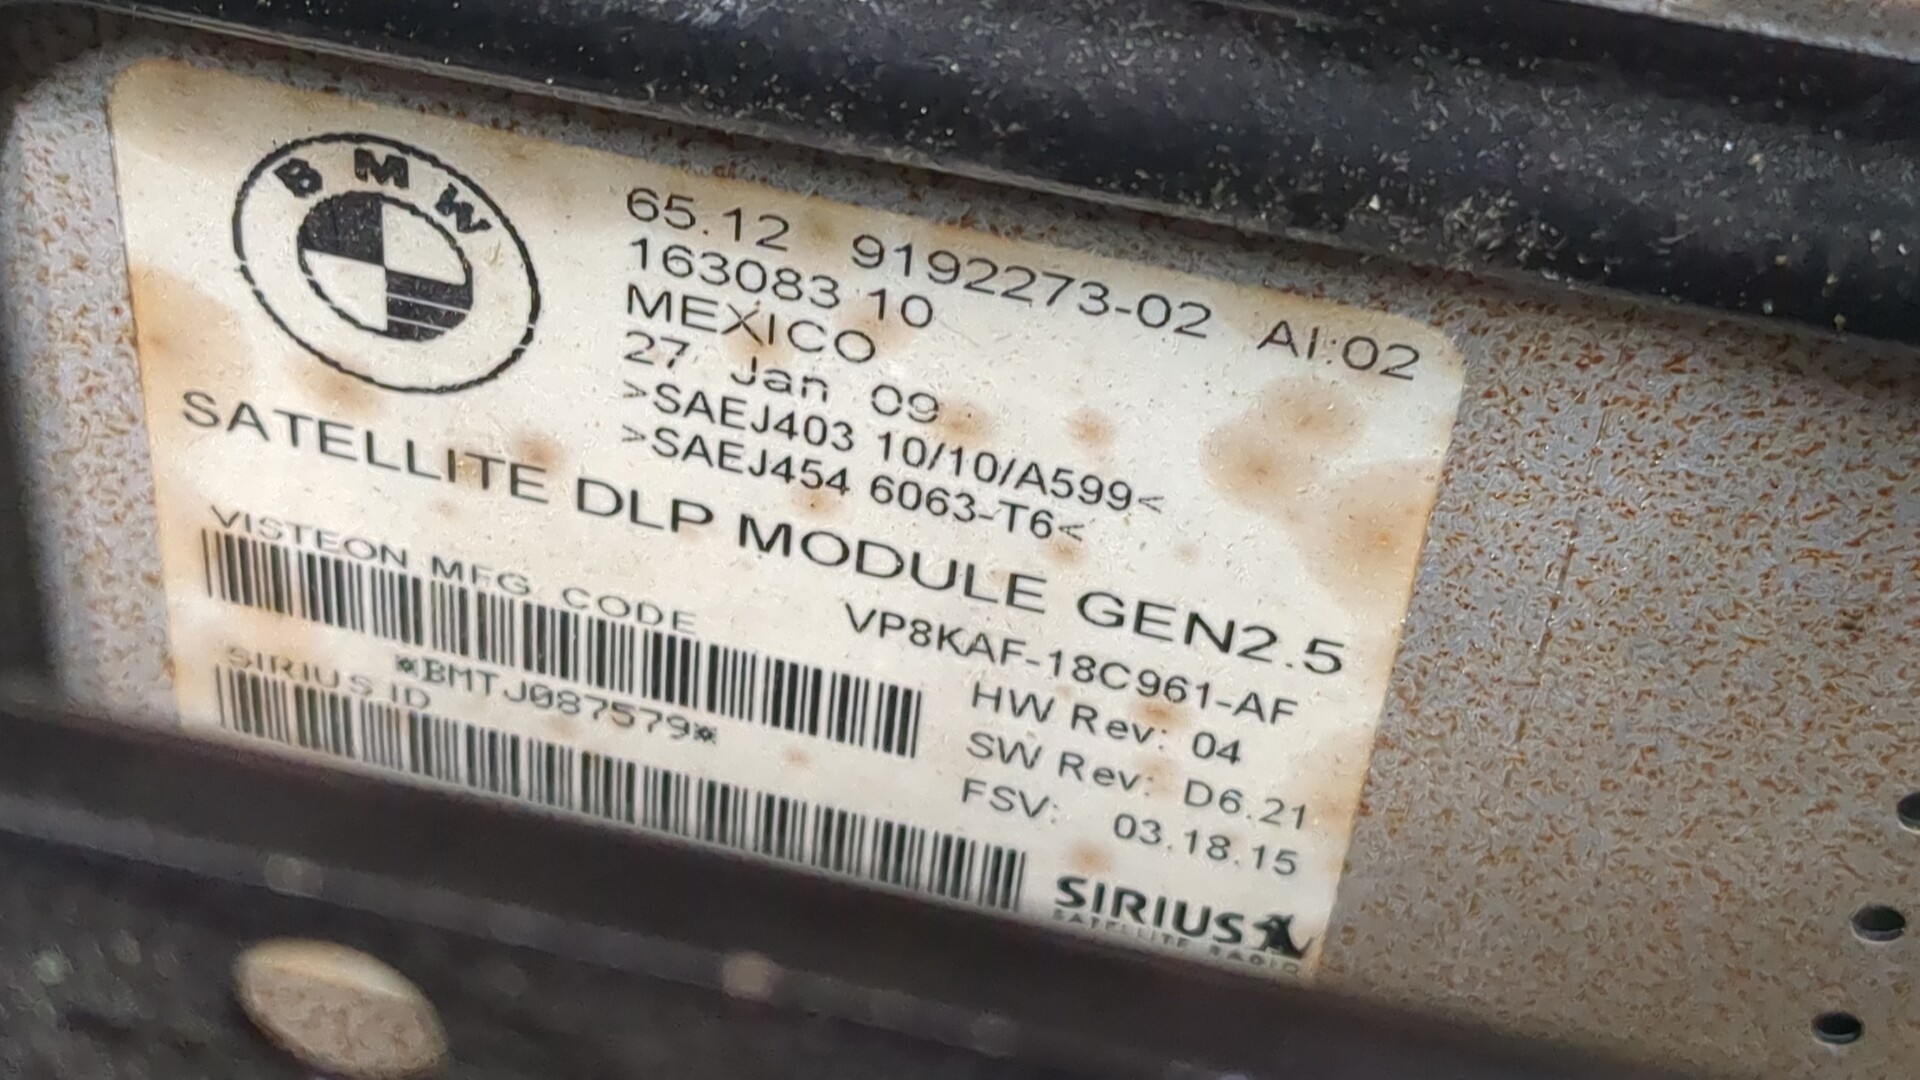 BMW
65.12 9192273-02 AI:02
163083 10
MEXICO
27 Jan 09
>SAEJ403 10/10/A599<
>SAEJ454 6063-T6<
SATELLITE DLP MODULE GEN2.5
VISTEON MFG CODE
VP8KAF-18C961-AF
*BMTJ087579*
HW Rev: 04
SIRIUS ID
SW Rev: D6.21
FSV: 03.18.15
SIRIUS
SATELLITE RADIO